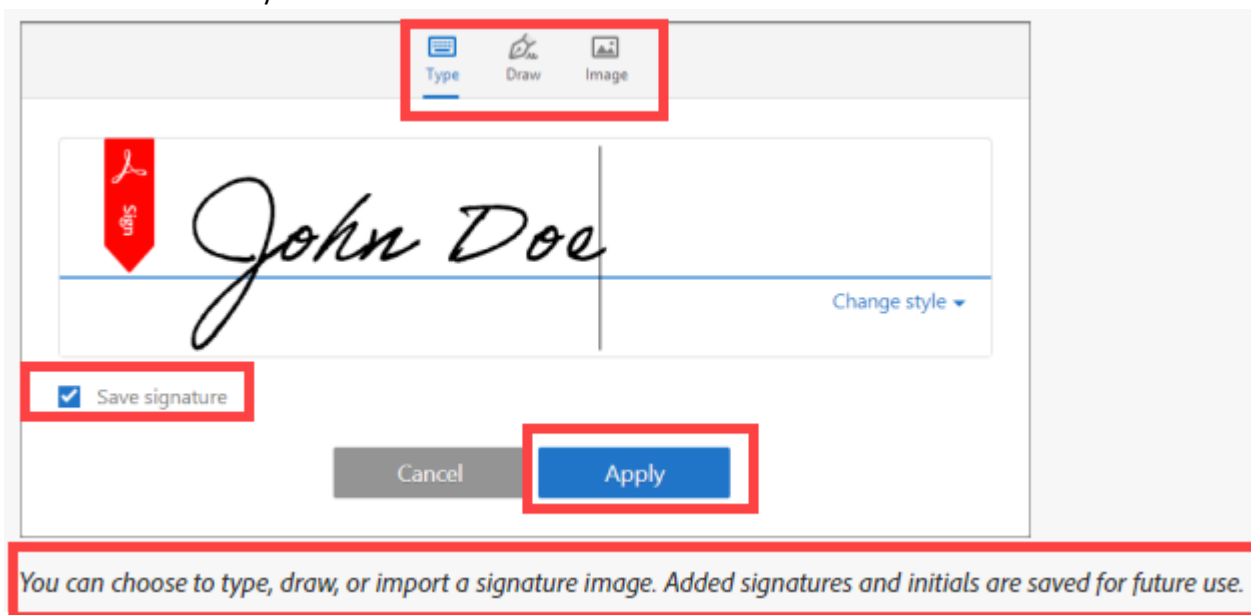 Type Draw Image
Sign
John Doe
Change style
Save signature
Cancel Apply
You can choose to type, draw, or import a signature image. Added signatures and initials are saved for future use.